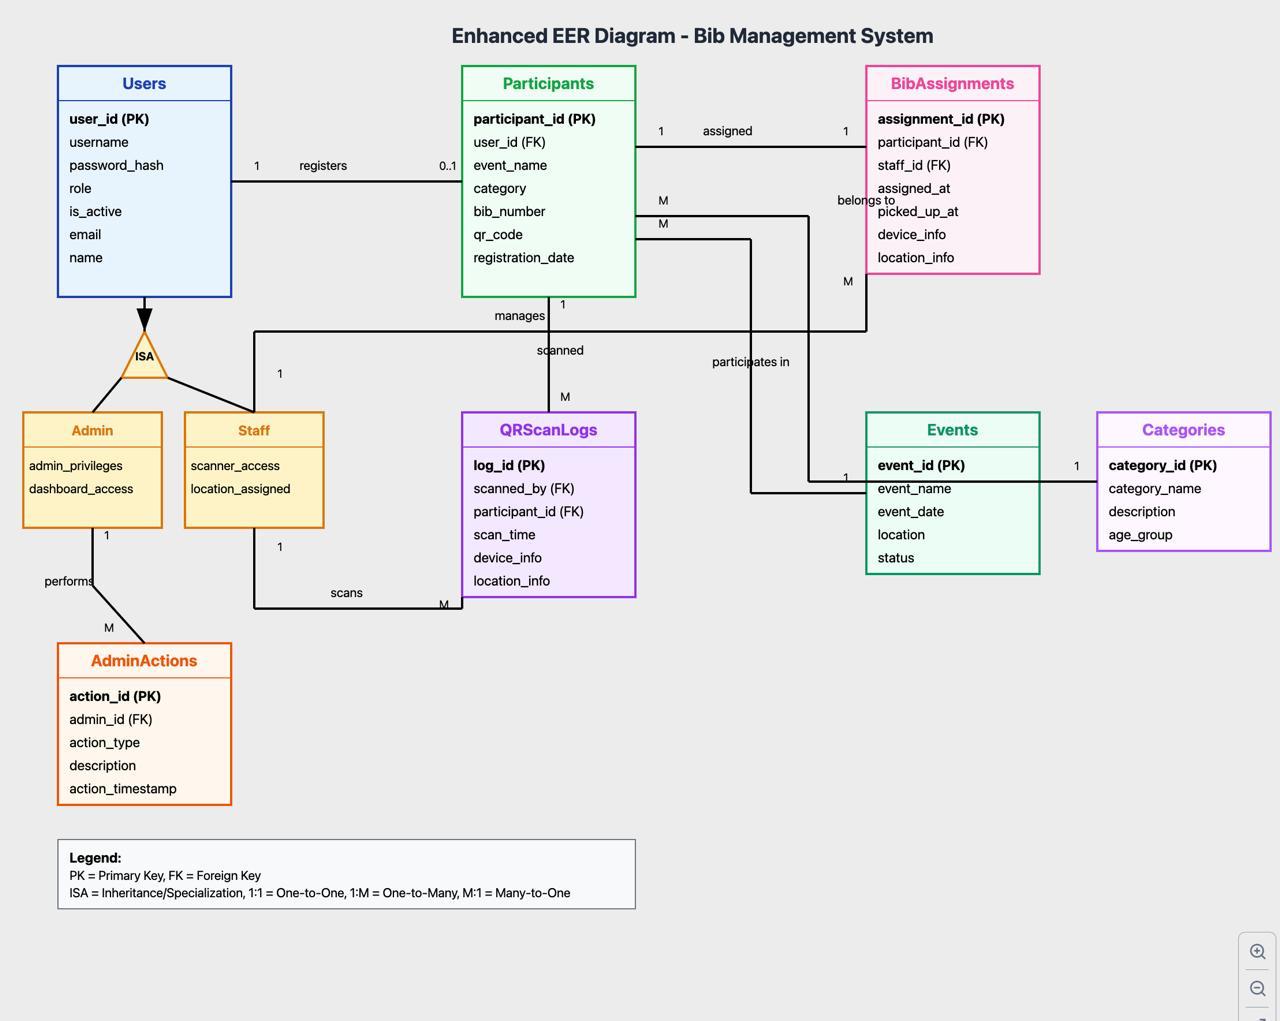 Enhanced EER Diagram - Bib Management System
Users
user_id (PK)
username
password_hash
role
is_active
email
name
1
registers
0..1
Participants
participant_id (PK)
user_id (FK)
event_name
category
bib_number
qr_code
registration_date
1
assigned
1
BibAssignments
assignment_id (PK)
participant_id (FK)
staff_id (FK)
assigned_at
picked_up_at
device_info
location_info
M
belongs to
M
M
1
manages
scanned
M
1
participates in
ISA
Admin
admin_privileges
dashboard_access
Staff
scanner_access
location_assigned
QRScanLogs
log_id (PK)
scanned_by (FK)
participant_id (FK)
scan_time
device_info
location_info
1
Events
event_id (PK)
event_name
event_date
location
status
1
Categories
category_id (PK)
category_name
description
age_group
1
performs
M
1
scans
M
AdminActions
action_id (PK)
admin_id (FK)
action_type
description
action_timestamp
Legend:
PK = Primary Key, FK = Foreign Key
ISA = Inheritance/Specialization, 1:1 = One-to-One, 1:M = One-to-Many, M:1 = Many-to-One